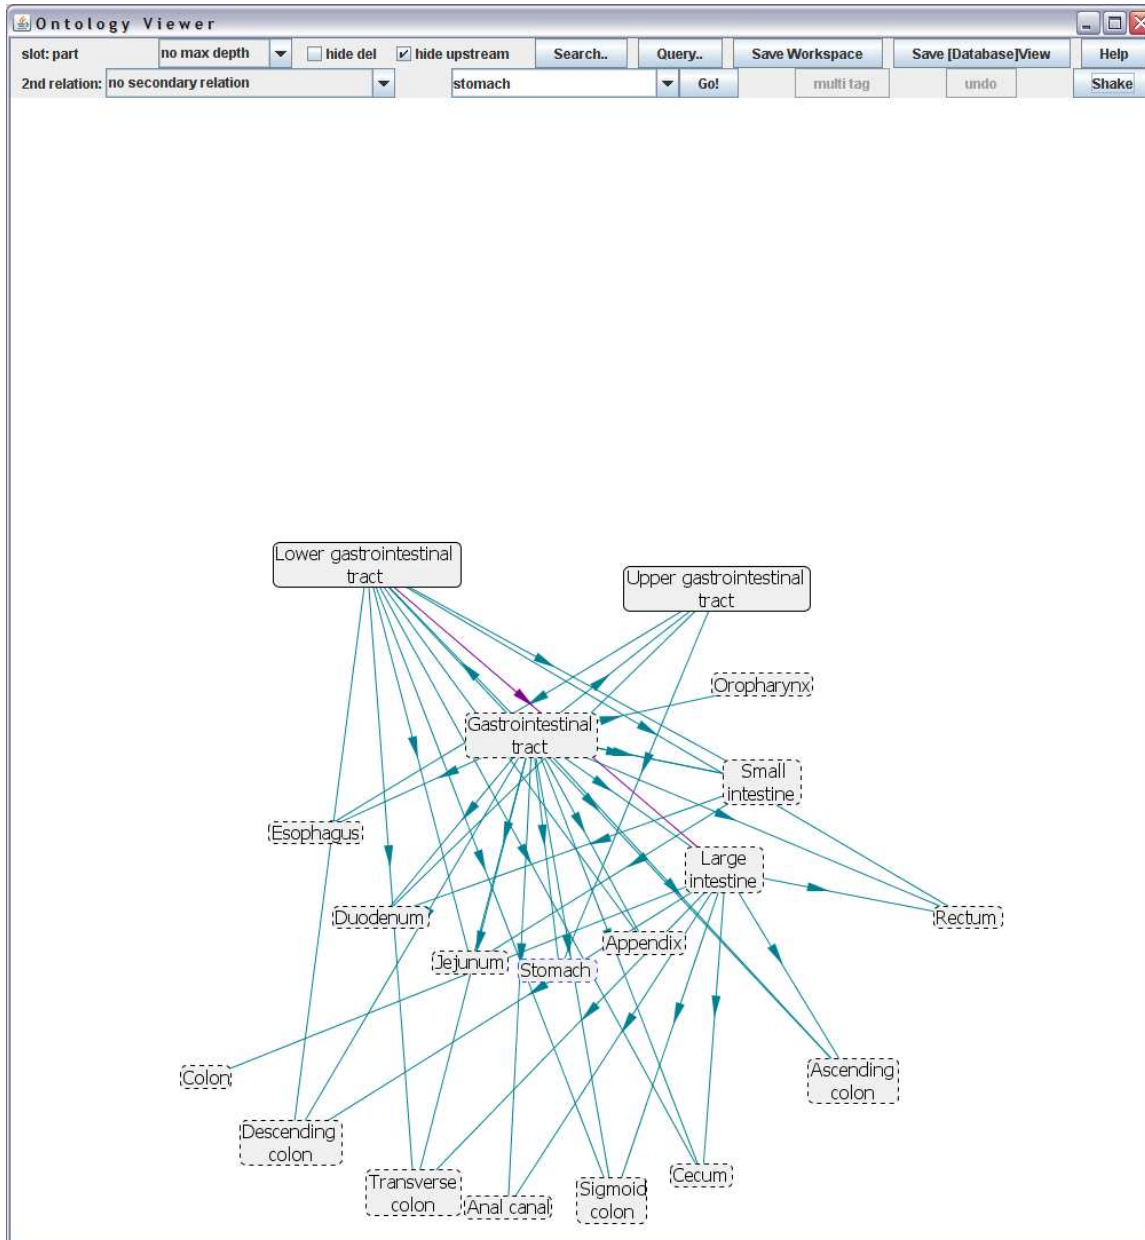 Ontology Viewer
slot: part no max depth hide del hide upstream Search.. Query.. Save Workspace Save [Database]View Help
2nd relation: no secondary relation stomach Go! multi tag undo Shake
Lower gastrointestinal
tract
Upper gastrointestinal
tract
Oropharynx
Gastrointestinal
tract
Small
intestine
Esophagus
Large
intestine
Duodenum
Rectum
Appendix
Jejunum
Stomach
Colon
Ascending
colon
Descending
colon
Transverse
colon
Anal canal
Sigmoid
colon
Cecum